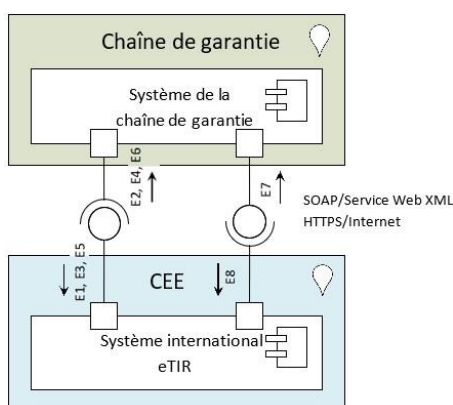 Chaîne de garantie
Système de la
chaîne de garantie
E2, E4, E6
E7
SOAP/Service Web XML
HTTPS/Internet
E1, E3, E5
CEE
E8
Système international
eTIR